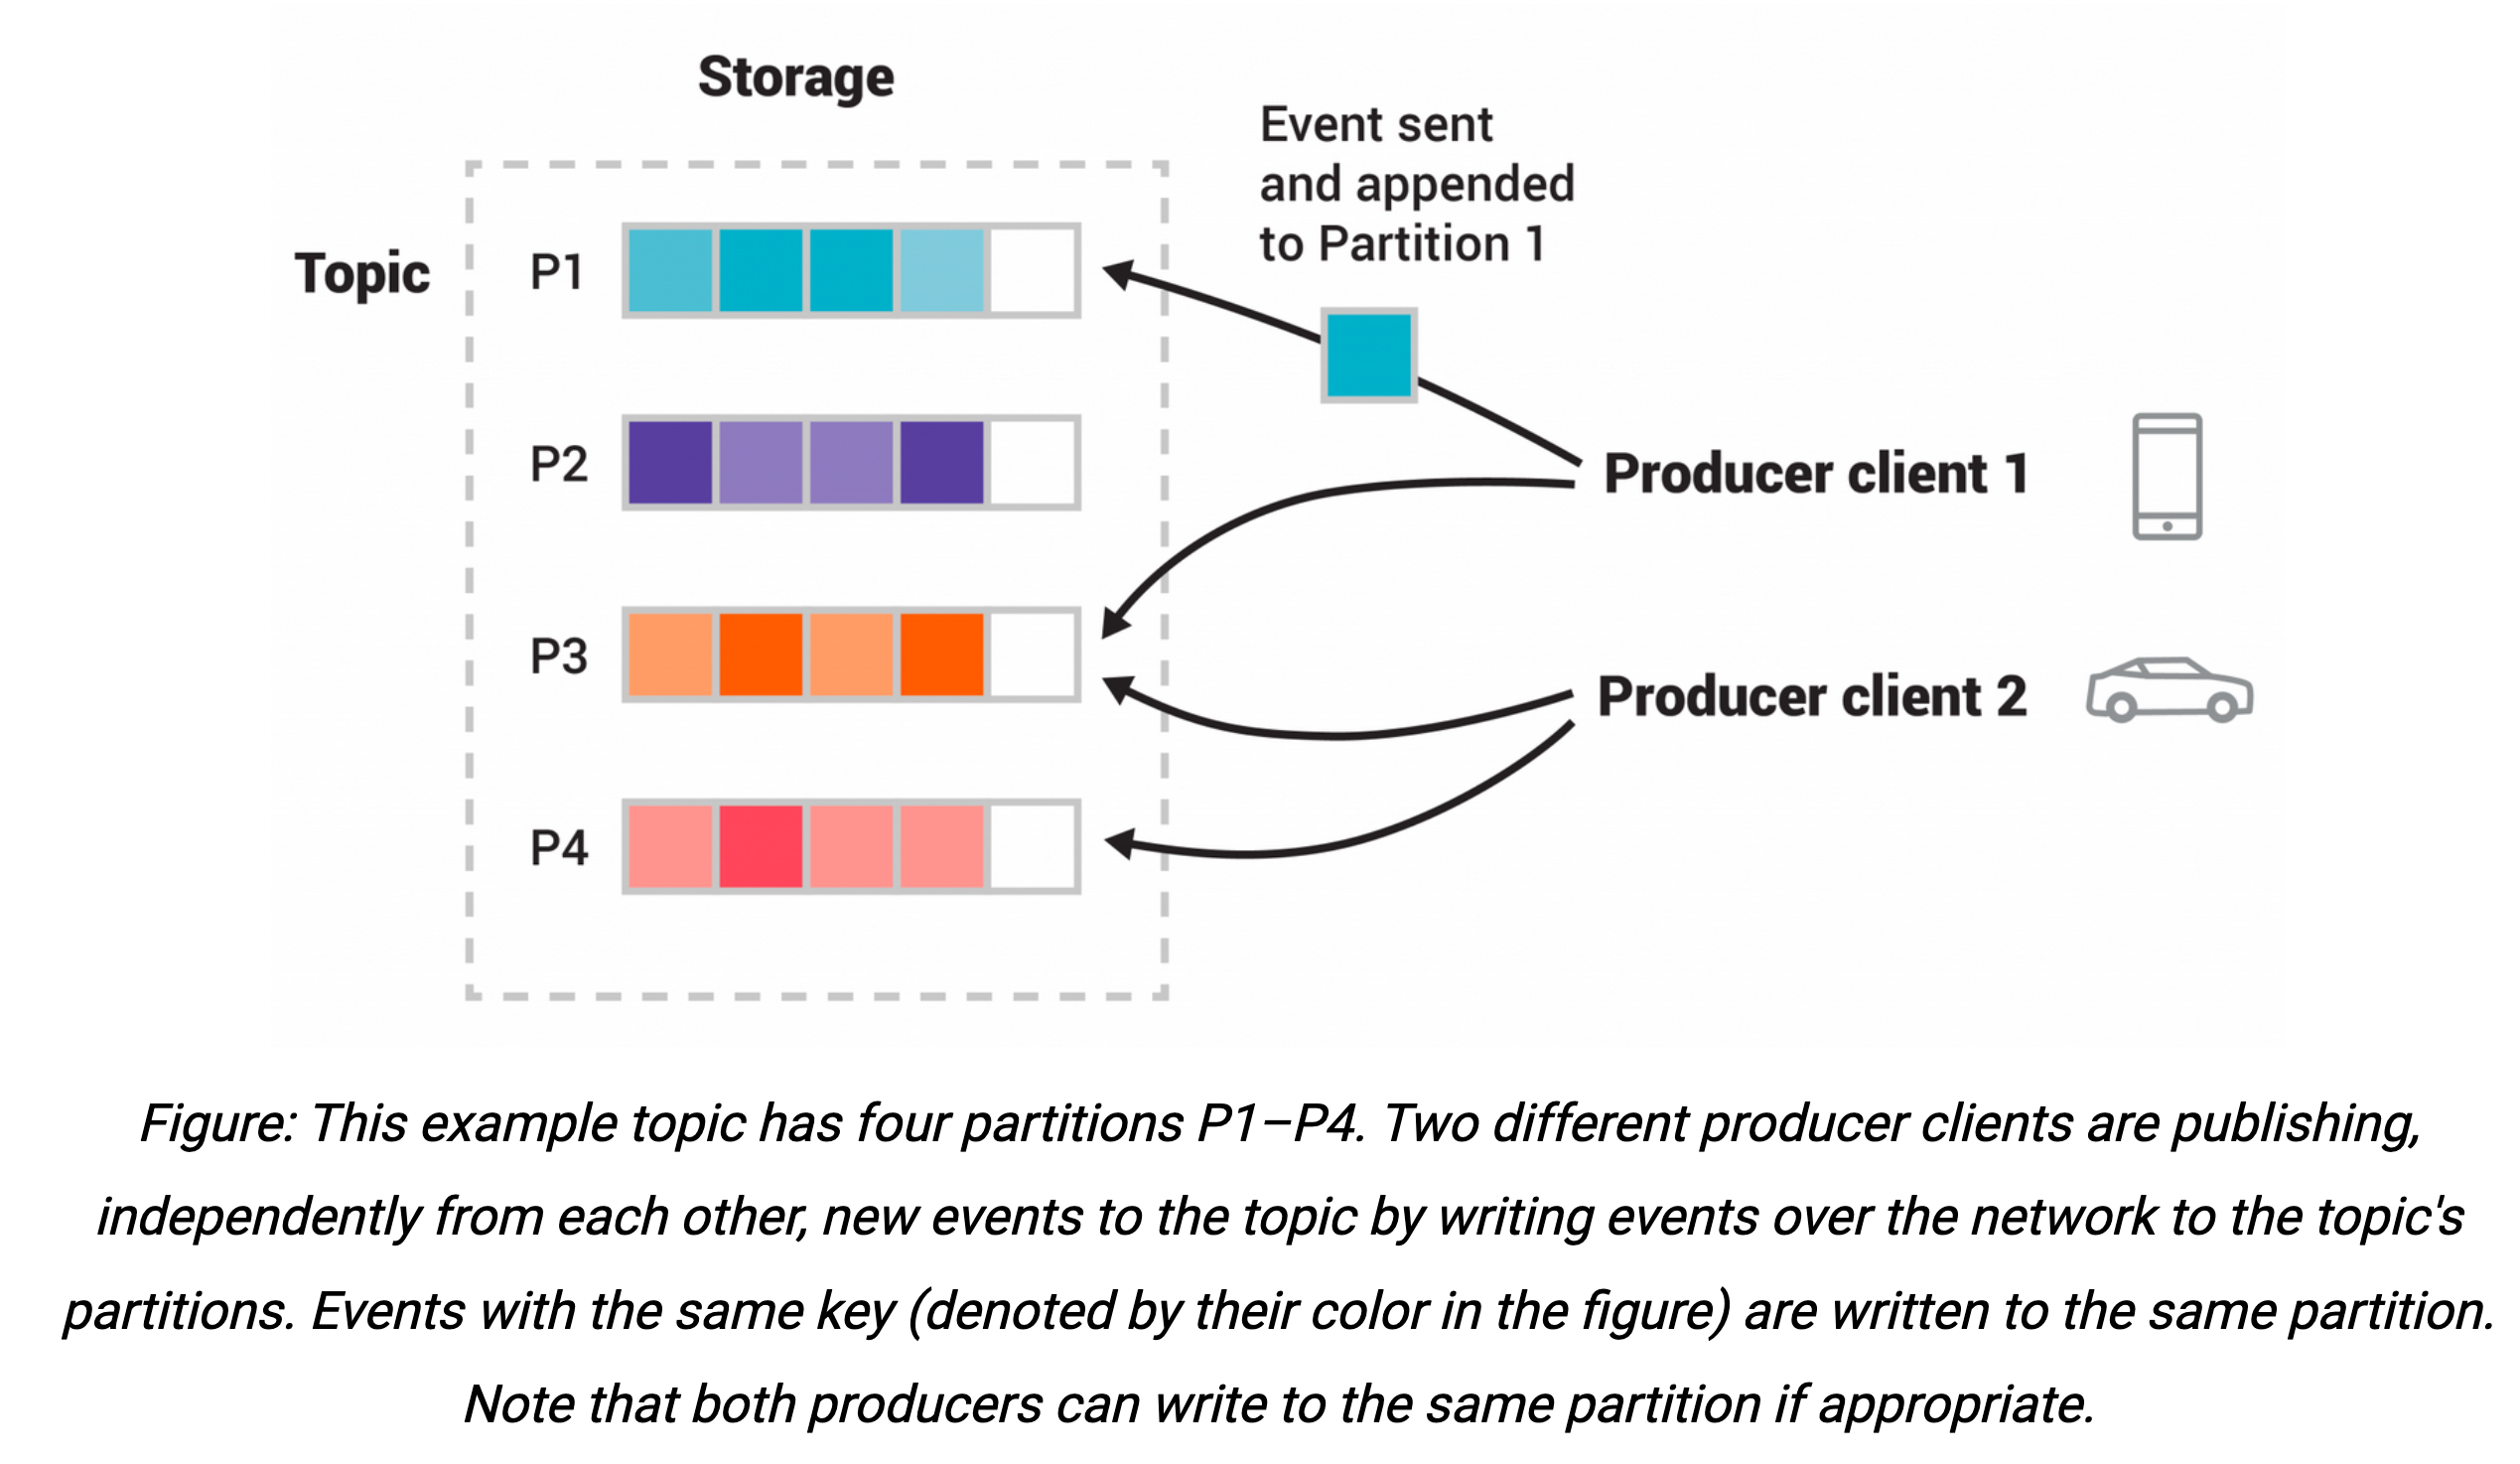 Storage
Event sent
and appended
to Partition 1
Topic
P1
P2
Producer client 1
P3
Producer client 2
P4
Figure: This example topic has four partitions P1–P4. Two different producer clients are publishing,
independently from each other, new events to the topic by writing events over the network to the topic's
partitions. Events with the same key (denoted by their color in the figure) are written to the same partition.
Note that both producers can write to the same partition if appropriate.